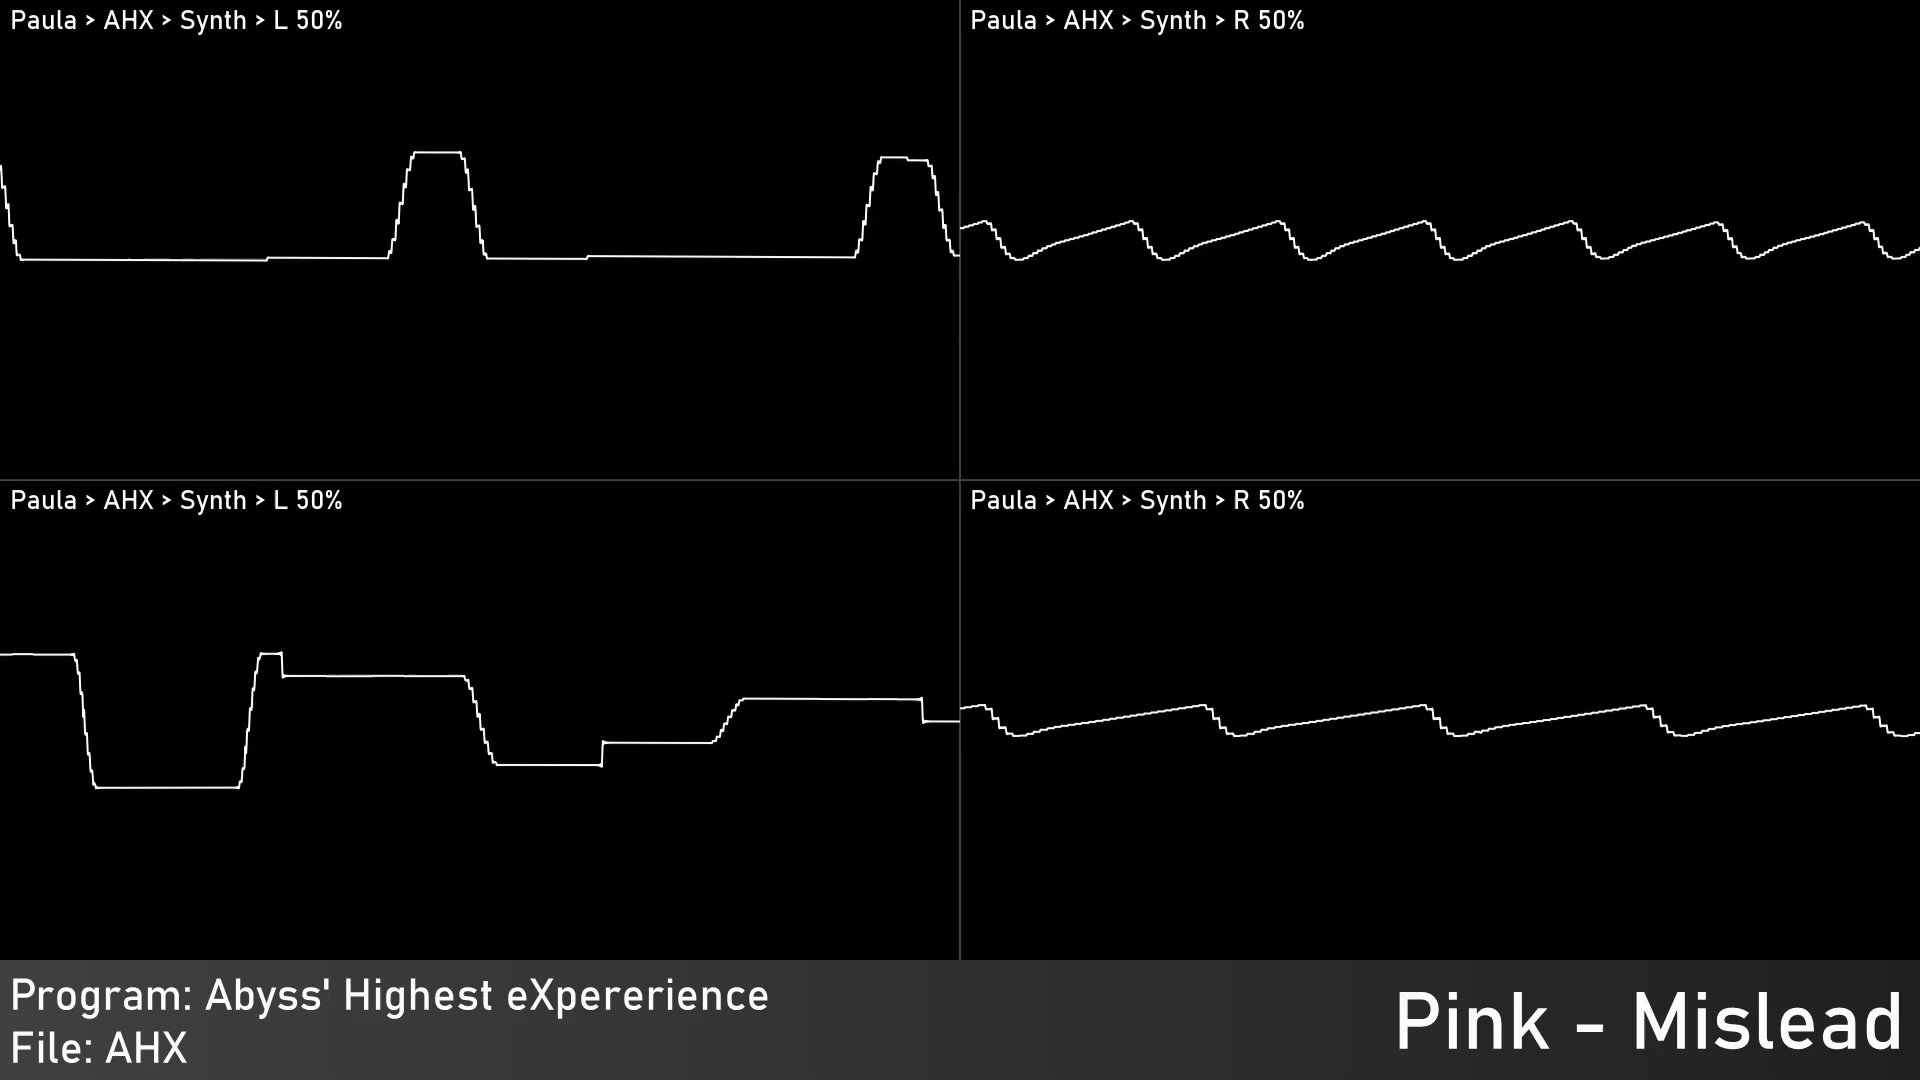 Paula > AHX > Synth > L 50%
Paula > AHX > Synth > R 50%
Paula > AHX > Synth > L 50%
Paula > AHX > Synth > R 50%
Program: Abyss' Highest eXpererience
File: AHX
Pink - Mislead